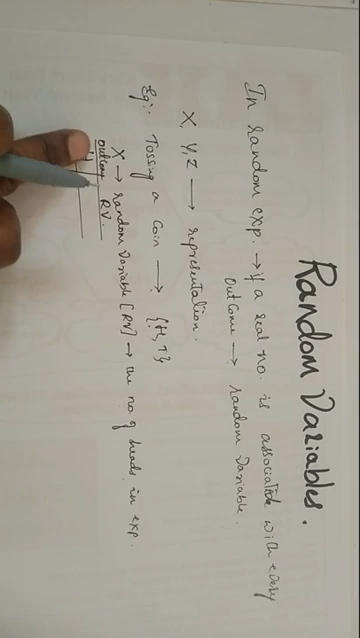 Random Variables.
In random exp. → if a real no. is associated with every
outcome → random variable.
X, Y, Z → representation.
Eg:- Tossing a coin → {H, T}
X → random variable [RV] → the no of heads in exp.
Outcome RV.
H